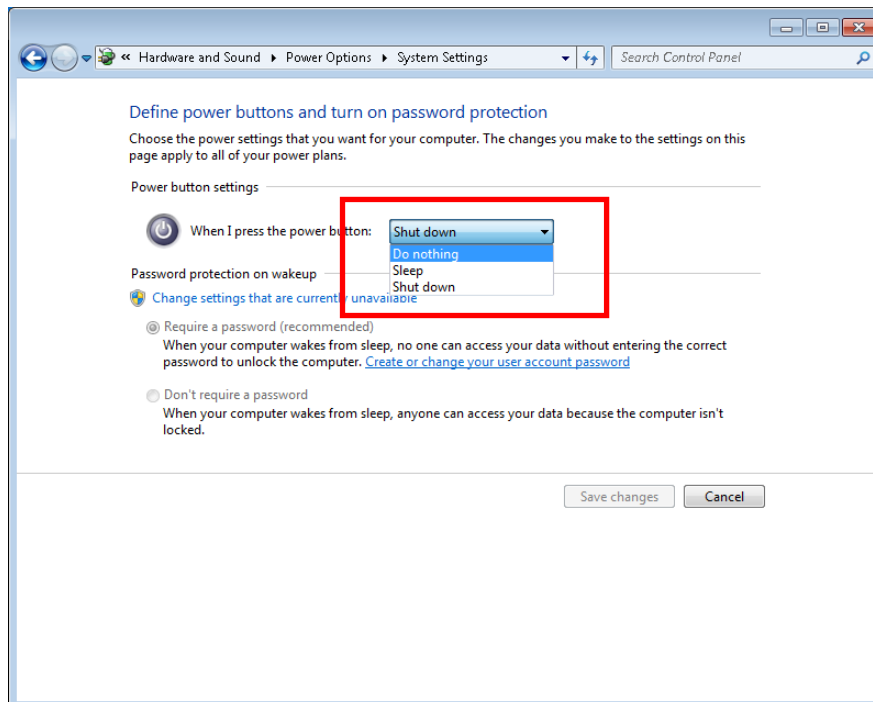 « Hardware and Sound ▸ Power Options ▸ System Settings
Search Control Panel
Define power buttons and turn on password protection
Choose the power settings that you want for your computer. The changes you make to the settings on this
page apply to all of your power plans.
Power button settings
When I press the power button:
Shut down
Do nothing
Sleep
Shut down
Password protection on wakeup
Change settings that are currently unavailable
Require a password (recommended)
When your computer wakes from sleep, no one can access your data without entering the correct
password to unlock the computer. Create or change your user account password
Don't require a password
When your computer wakes from sleep, anyone can access your data because the computer isn't
locked.
Save changes
Cancel